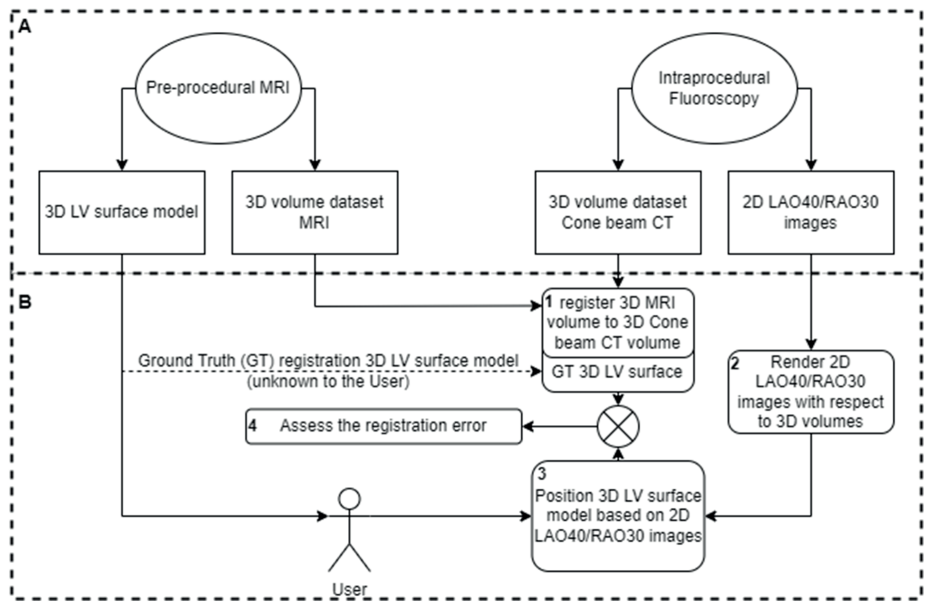 A
Pre-procedural MRI
Intraprocedural
Fluoroscopy
3D LV surface model
3D volume dataset
MRI
3D volume dataset
Cone beam CT
2D LAO40/RAO30
images
B
1 register 3D MRI
volume to 3D Cone
beam CT volume
Ground Truth (GT) registration 3D LV surface model
(unknown to the User)
GT 3D LV surface
2 Render 2D
LAO40/RAO30
images with respect
to 3D volumes
4 Assess the registration error
3
Position 3D LV surface
model based on 2D
LAO40/RAO30 images
User